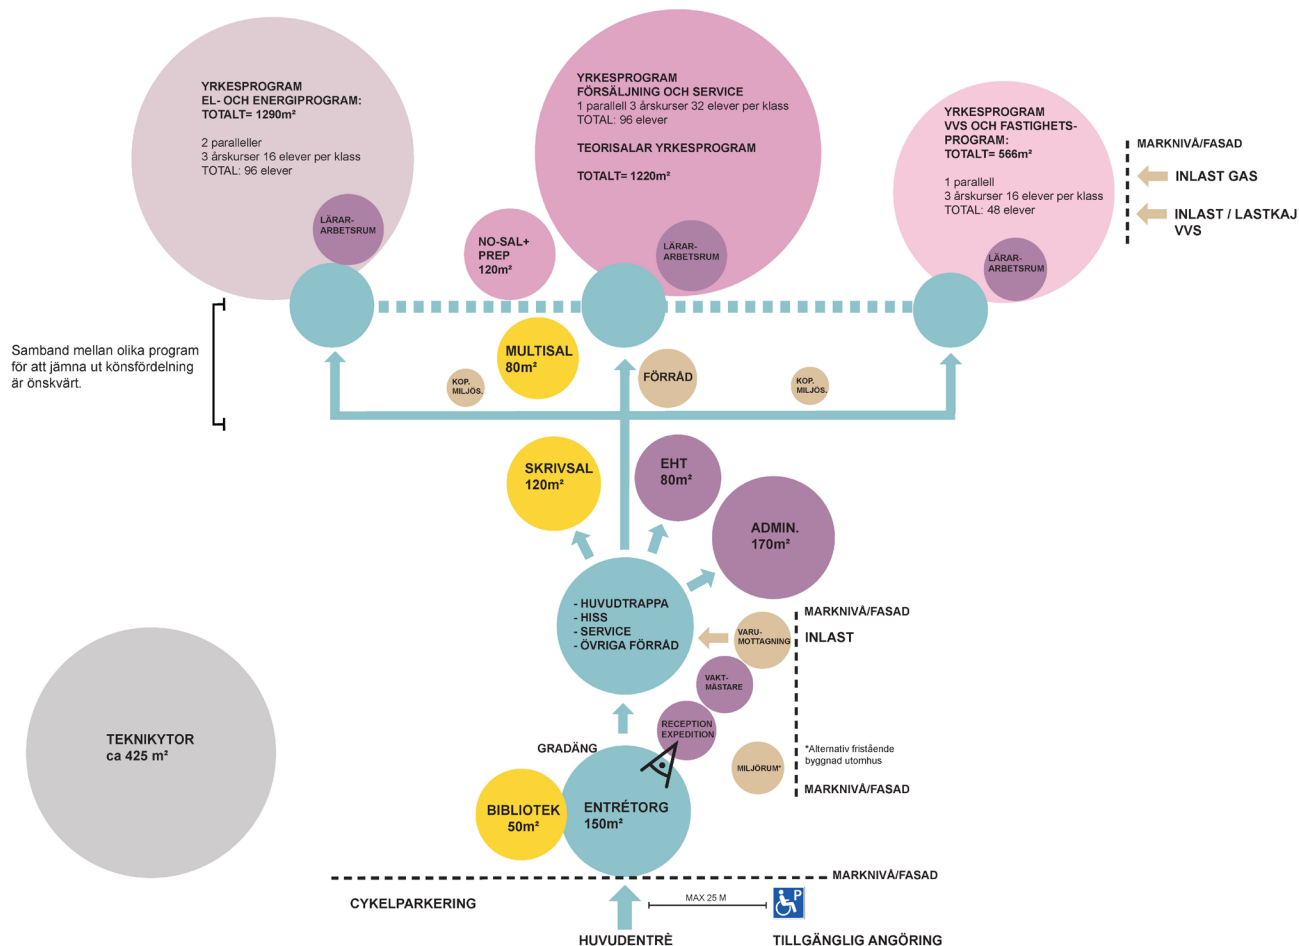 YRKESPROGRAM
EL- OCH ENERGIPROGRAM:
TOTALT= 1290m²
2 paralleller
3 årskurser 16 elever per klass
TOTAL: 96 elever
LÄRAR-
ARBETSRUM
YRKESPROGRAM
FÖRSÄLJNING OCH SERVICE
1 parallell 3 årskurser 32 elever per klass
TOTAL: 96 elever
TEORISALAR YRKESPROGRAM
TOTALT= 1220m²
LÄRAR-
ARBETSRUM
NO-SAL+
PREP
120m²
YRKESPROGRAM
VVS OCH FASTIGHETS-
PROGRAM:
TOTALT= 566m²
1 parallell
3 årskurser 16 elever per klass
TOTAL: 48 elever
LÄRAR-
ARBETSRUM
MARKNIVÅ/FASAD
INLAST GAS
INLAST / LASTKAJ
VVS
Samband mellan olika program
för att jämna ut könsfördelning
är önskvärt.
MULTISAL
80m²
KOP.
MILJÖS.
FÖRRÅD
KOP.
MILJÖS.
SKRIVSAL
120m²
EHT
80m²
ADMIN.
170m²
- HUVUDTRAPPA
- HISS
- SERVICE
- ÖVRIGA FÖRRÅD
VARU-
MOTTAGNING
MARKNIVÅ/FASAD
INLAST
VAKT-
MÄSTARE
RECEPTION
EXPEDITION
GRADÄNG
MILJÖRUM*
*Alternativ fristående
byggnad utomhus
MARKNIVÅ/FASAD
TEKNIKYTOR
ca 425 m²
BIBLIOTEK
50m²
ENTRÉTORG
150m²
MARKNIVÅ/FASAD
CYKELPARKERING
MAX 25 M
P
HUVUDENTRÈ
TILLGÄNGLIG ANGÖRING